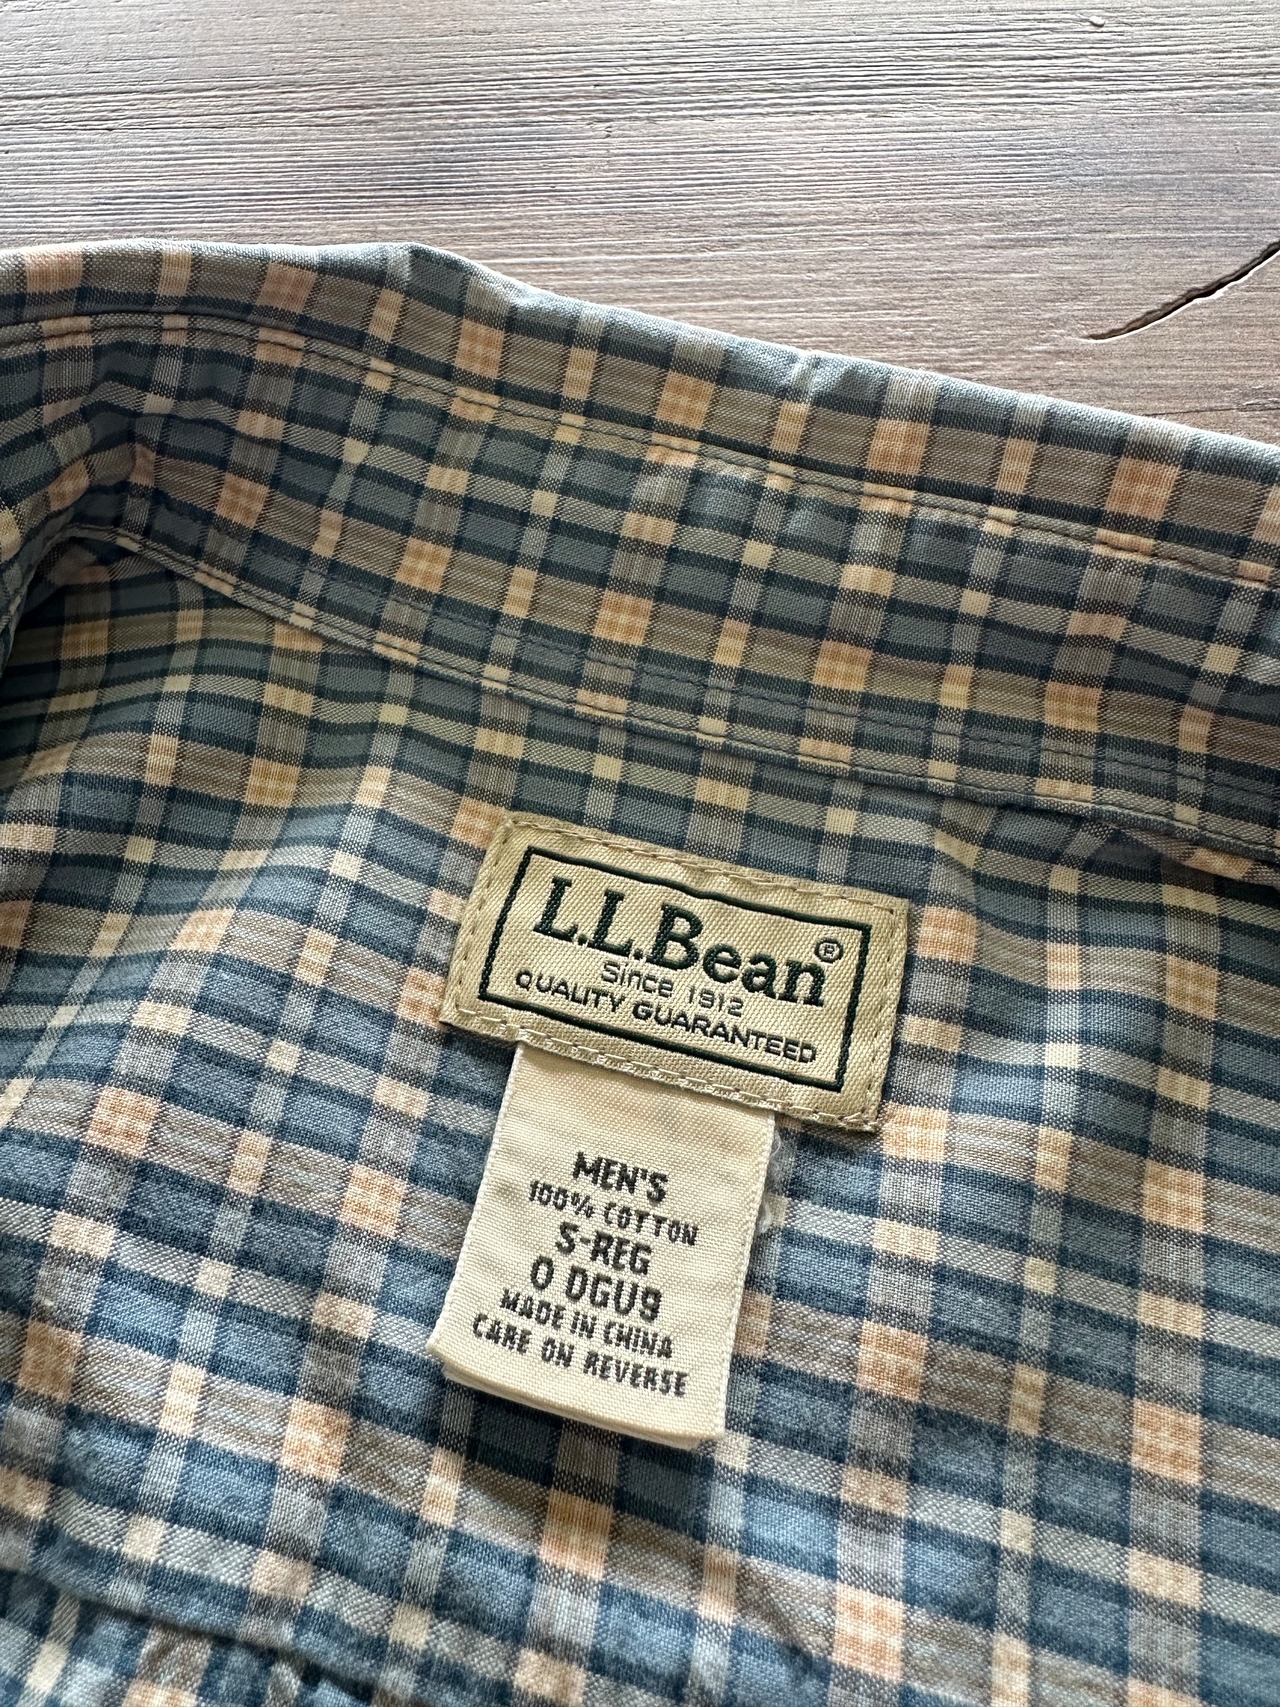 L.L.Bean®
Since 1912
QUALITY GUARANTEED
MEN'S
100% COTTON
S-REG
0 DGU9
MADE IN CHINA
CARE ON REVERSE